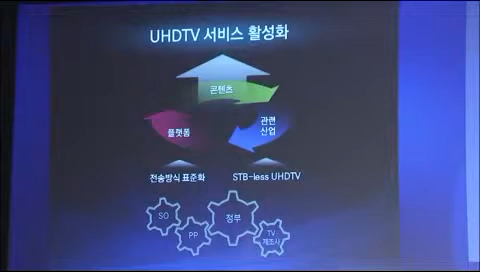 UHDTV 서비스 활성화
콘텐츠
플랫폼
관련
산업
전송방식 표준화
STB-less UHDTV
SO
PP
정부
TV
제조사